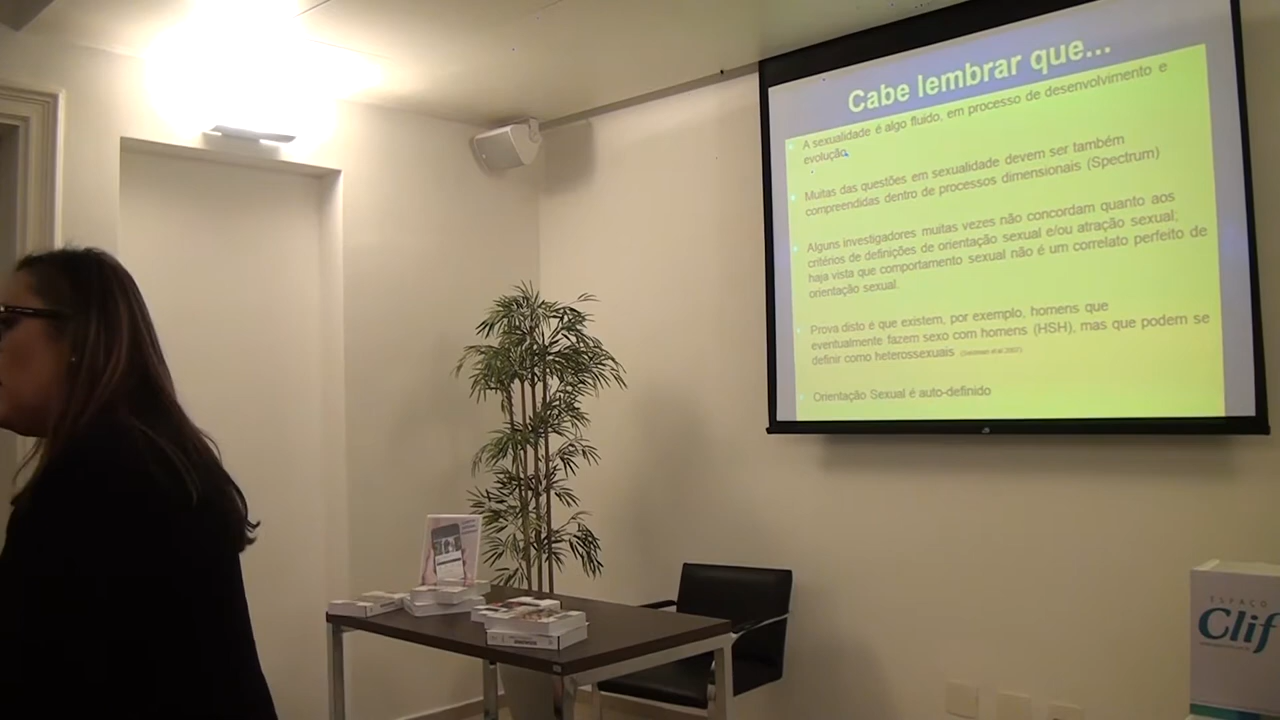 Cabe lembrar que...
A sexualidade é algo fluido, em processo de desenvolvimento e
evolução
Muitas das questões em sexualidade devem ser também
compreendidas dentro de processos dimensionais (Spectrum)
Alguns investigadores muitas vezes não concordam quanto aos
critérios de definições de orientação sexual e/ou atração sexual;
haja vista que comportamento sexual não é um correlato perfeito de
orientação sexual.
Prova disto é que existem, por exemplo, homens que
eventualmente fazem sexo com homens (HSH), mas que podem se
definir como heterossexuais
Orientação Sexual é auto-definido
ESPAÇO
Clif